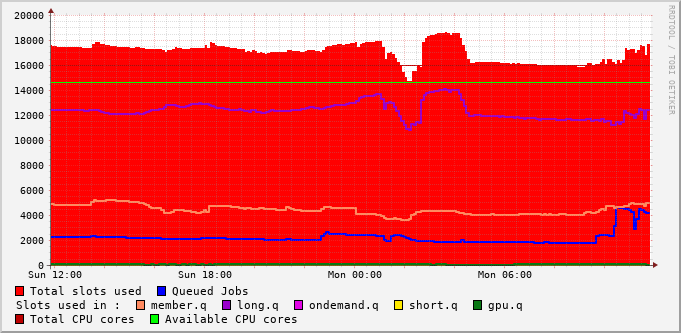 20000
18000
16000
14000
12000
10000
8000
6000
4000
2000
0
Sun 12:00 Sun 18:00 Mon 00:00 Mon 06:00
RRDTOOL / TOBI OETIKER
Total slots used Queued Jobs
Slots used in : member.q long.q ondemand.q short.q gpu.q
Total CPU cores Available CPU cores